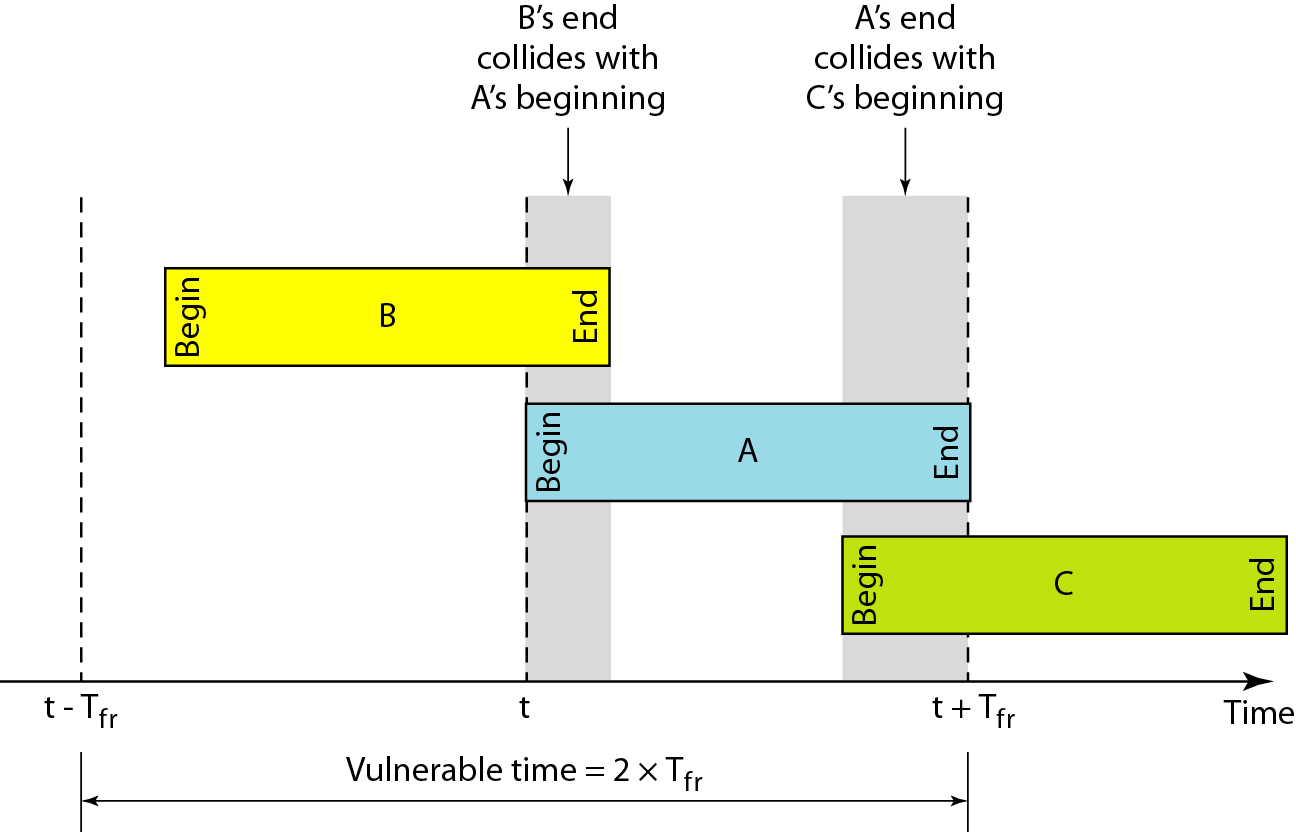 B’s end
collides with
A’s beginning
A’s end
collides with
C’s beginning
Begin
B
End
Begin
A
End
Begin
C
End
t - Tfr
t
t + Tfr
Time
Vulnerable time = 2 × Tfr